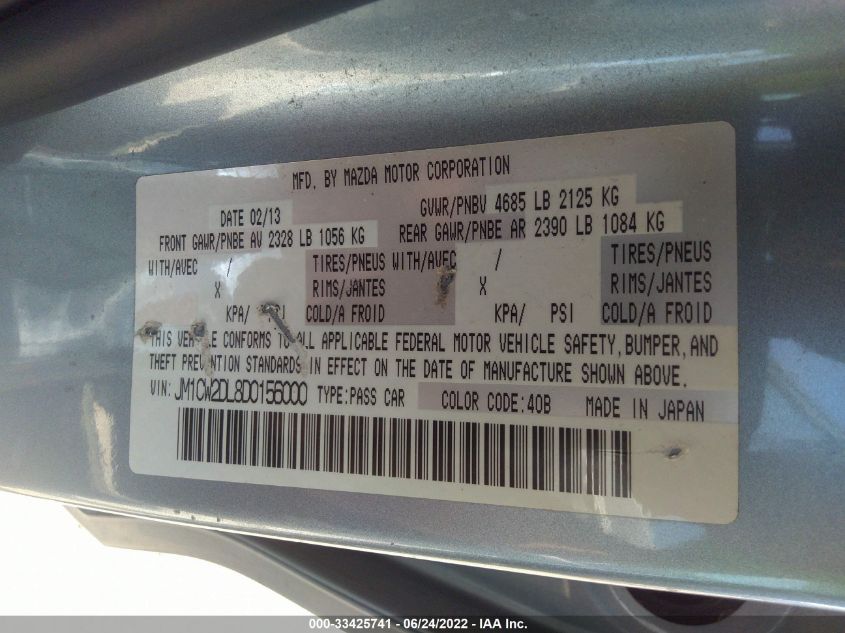 MFD. BY MAZDA MOTOR CORPORATION
DATE 02/13 GVWR/PNBV 4685 LB 2125 KG
FRONT GAWR/PNBE AV 2328 LB 1056 KG REAR GAWR/PNBE AR 2390 LB 1084 KG
WITH/AVEC / TIRES/PNEUS WITH/AVEC / TIRES/PNEUS
X RIMS/JANTES X RIMS/JANTES
KPA/ PSI COLD/A FROID KPA/ PSI COLD/A FROID
THIS VEHICLE CONFORMS TO ALL APPLICABLE FEDERAL MOTOR VEHICLE SAFETY, BUMPER, AND
THEFT PREVENTION STANDARDS IN EFFECT ON THE DATE OF MANUFACTURE SHOWN ABOVE.
VIN: JM1CW2DL8D0156000 TYPE: PASS CAR COLOR CODE: 40B MADE IN JAPAN
000-33425741 - 06/24/2022 - IAA Inc.